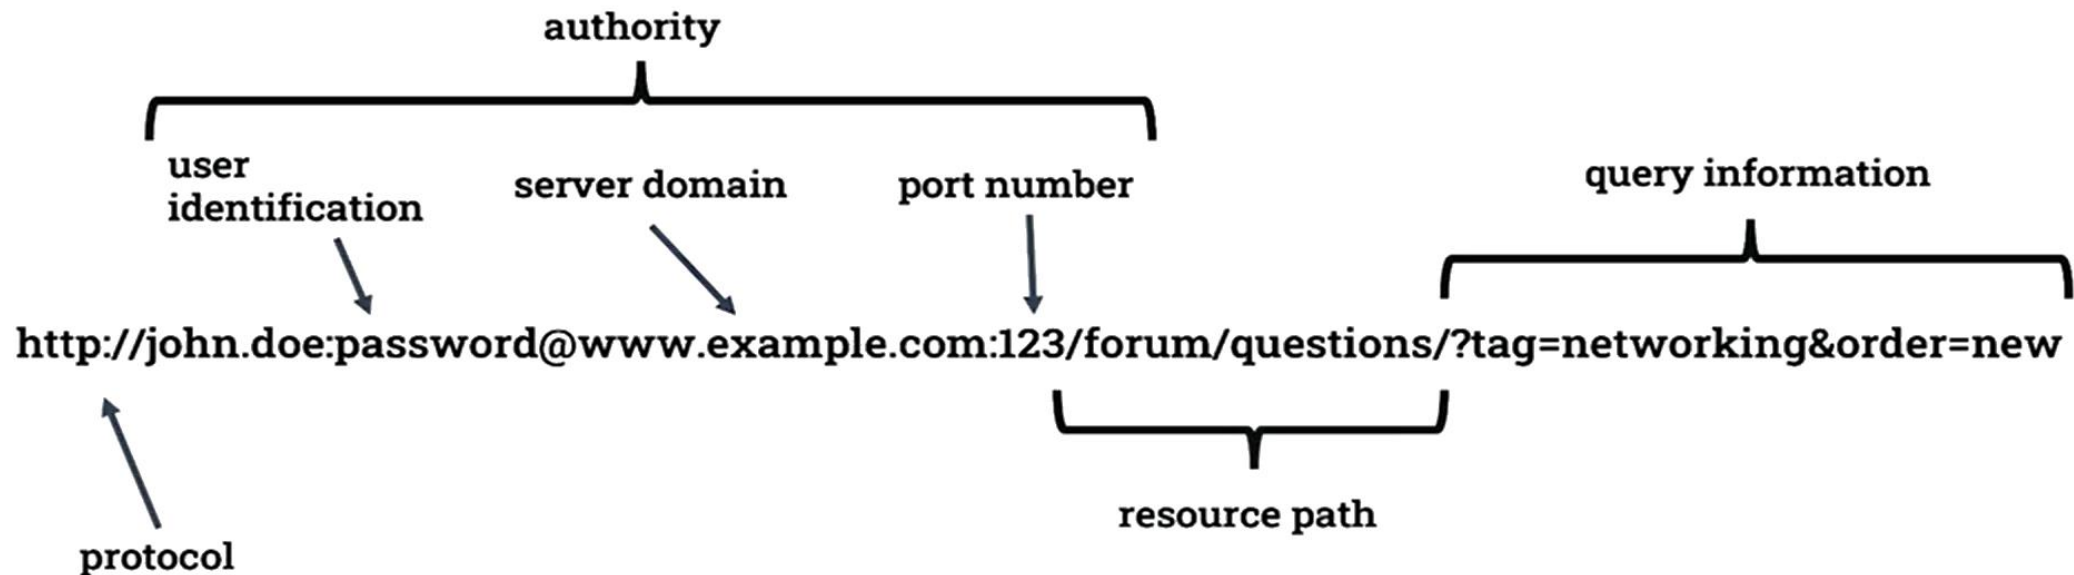 authority
user
identification
server domain
port number
query information
http://john.doe:password@www.example.com:123/forum/questions/?tag=networking&order=new
resource path
protocol